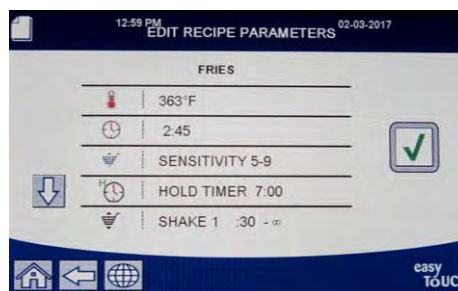 12:59 PM
02-03-2017
EDIT RECIPE PARAMETERS
FRIES
363°F
2:45
SENSITIVITY 5-9
H
HOLD TIMER 7:00
SHAKE 1 :30 - ∞
easy
ToUC